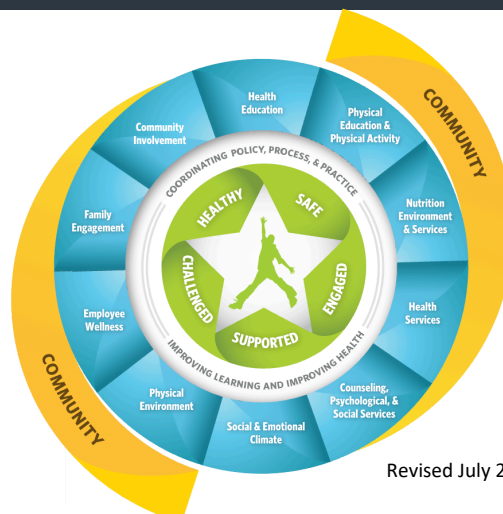 COMMUNITY
Health
Education
Physical
Education &
Physical Activity
Nutrition
Environment
& Services
Health
Services
Counseling,
Psychological, &
Social Services
Social & Emotional
Climate
Physical
Environment
Employee
Wellness
Family
Engagement
Community
Involvement
COORDINATING POLICY, PROCESS, & PRACTICE
IMPROVING LEARNING AND IMPROVING HEALTH
HEALTHY
SAFE
ENGAGED
SUPPORTED
CHALLENGED
COMMUNITY
Revised July 2